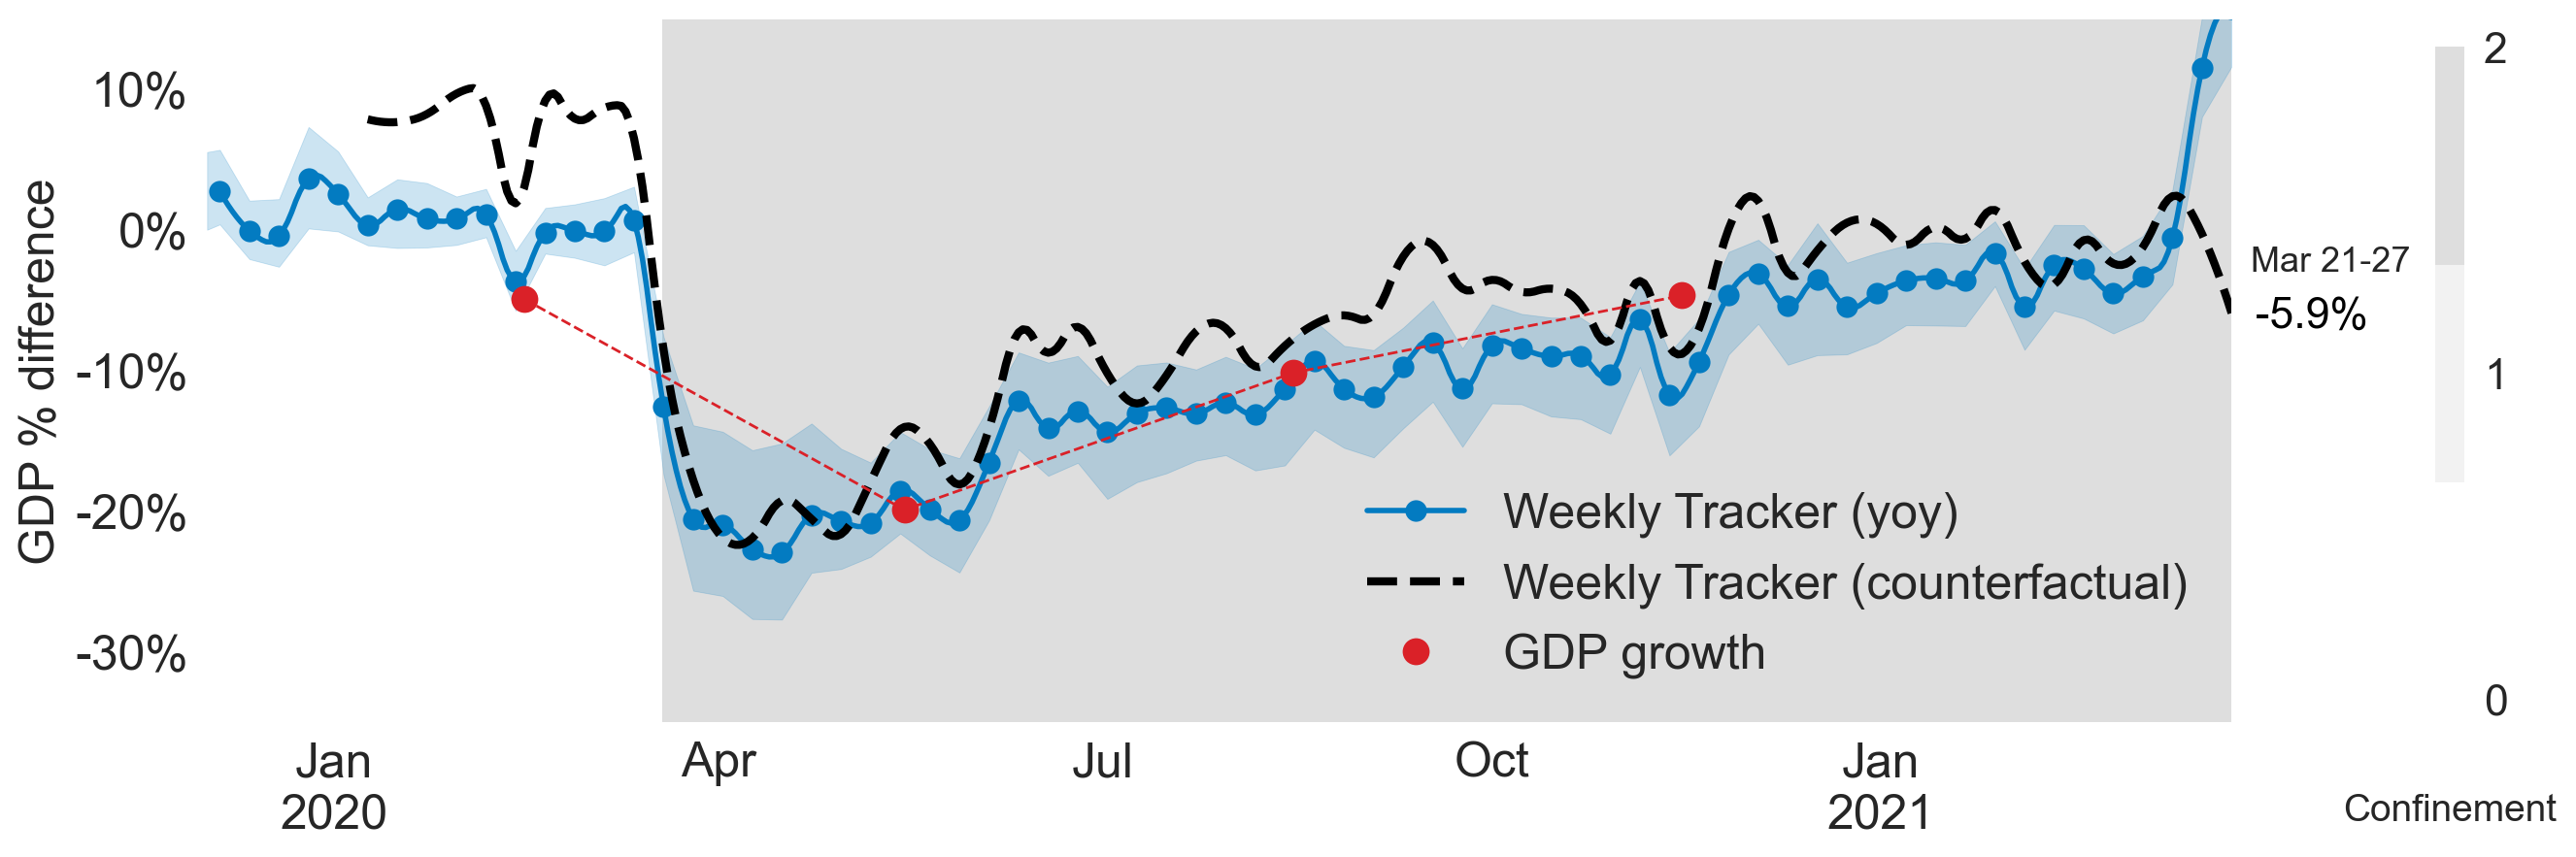 GDP % difference
10%
0%
-10%
-20%
-30%
Jan
2020
Apr
Jul
Oct
Jan
2021
Weekly Tracker (yoy)
Weekly Tracker (counterfactual)
GDP growth
Mar 21-27
-5.9%
2
1
0
Confinement